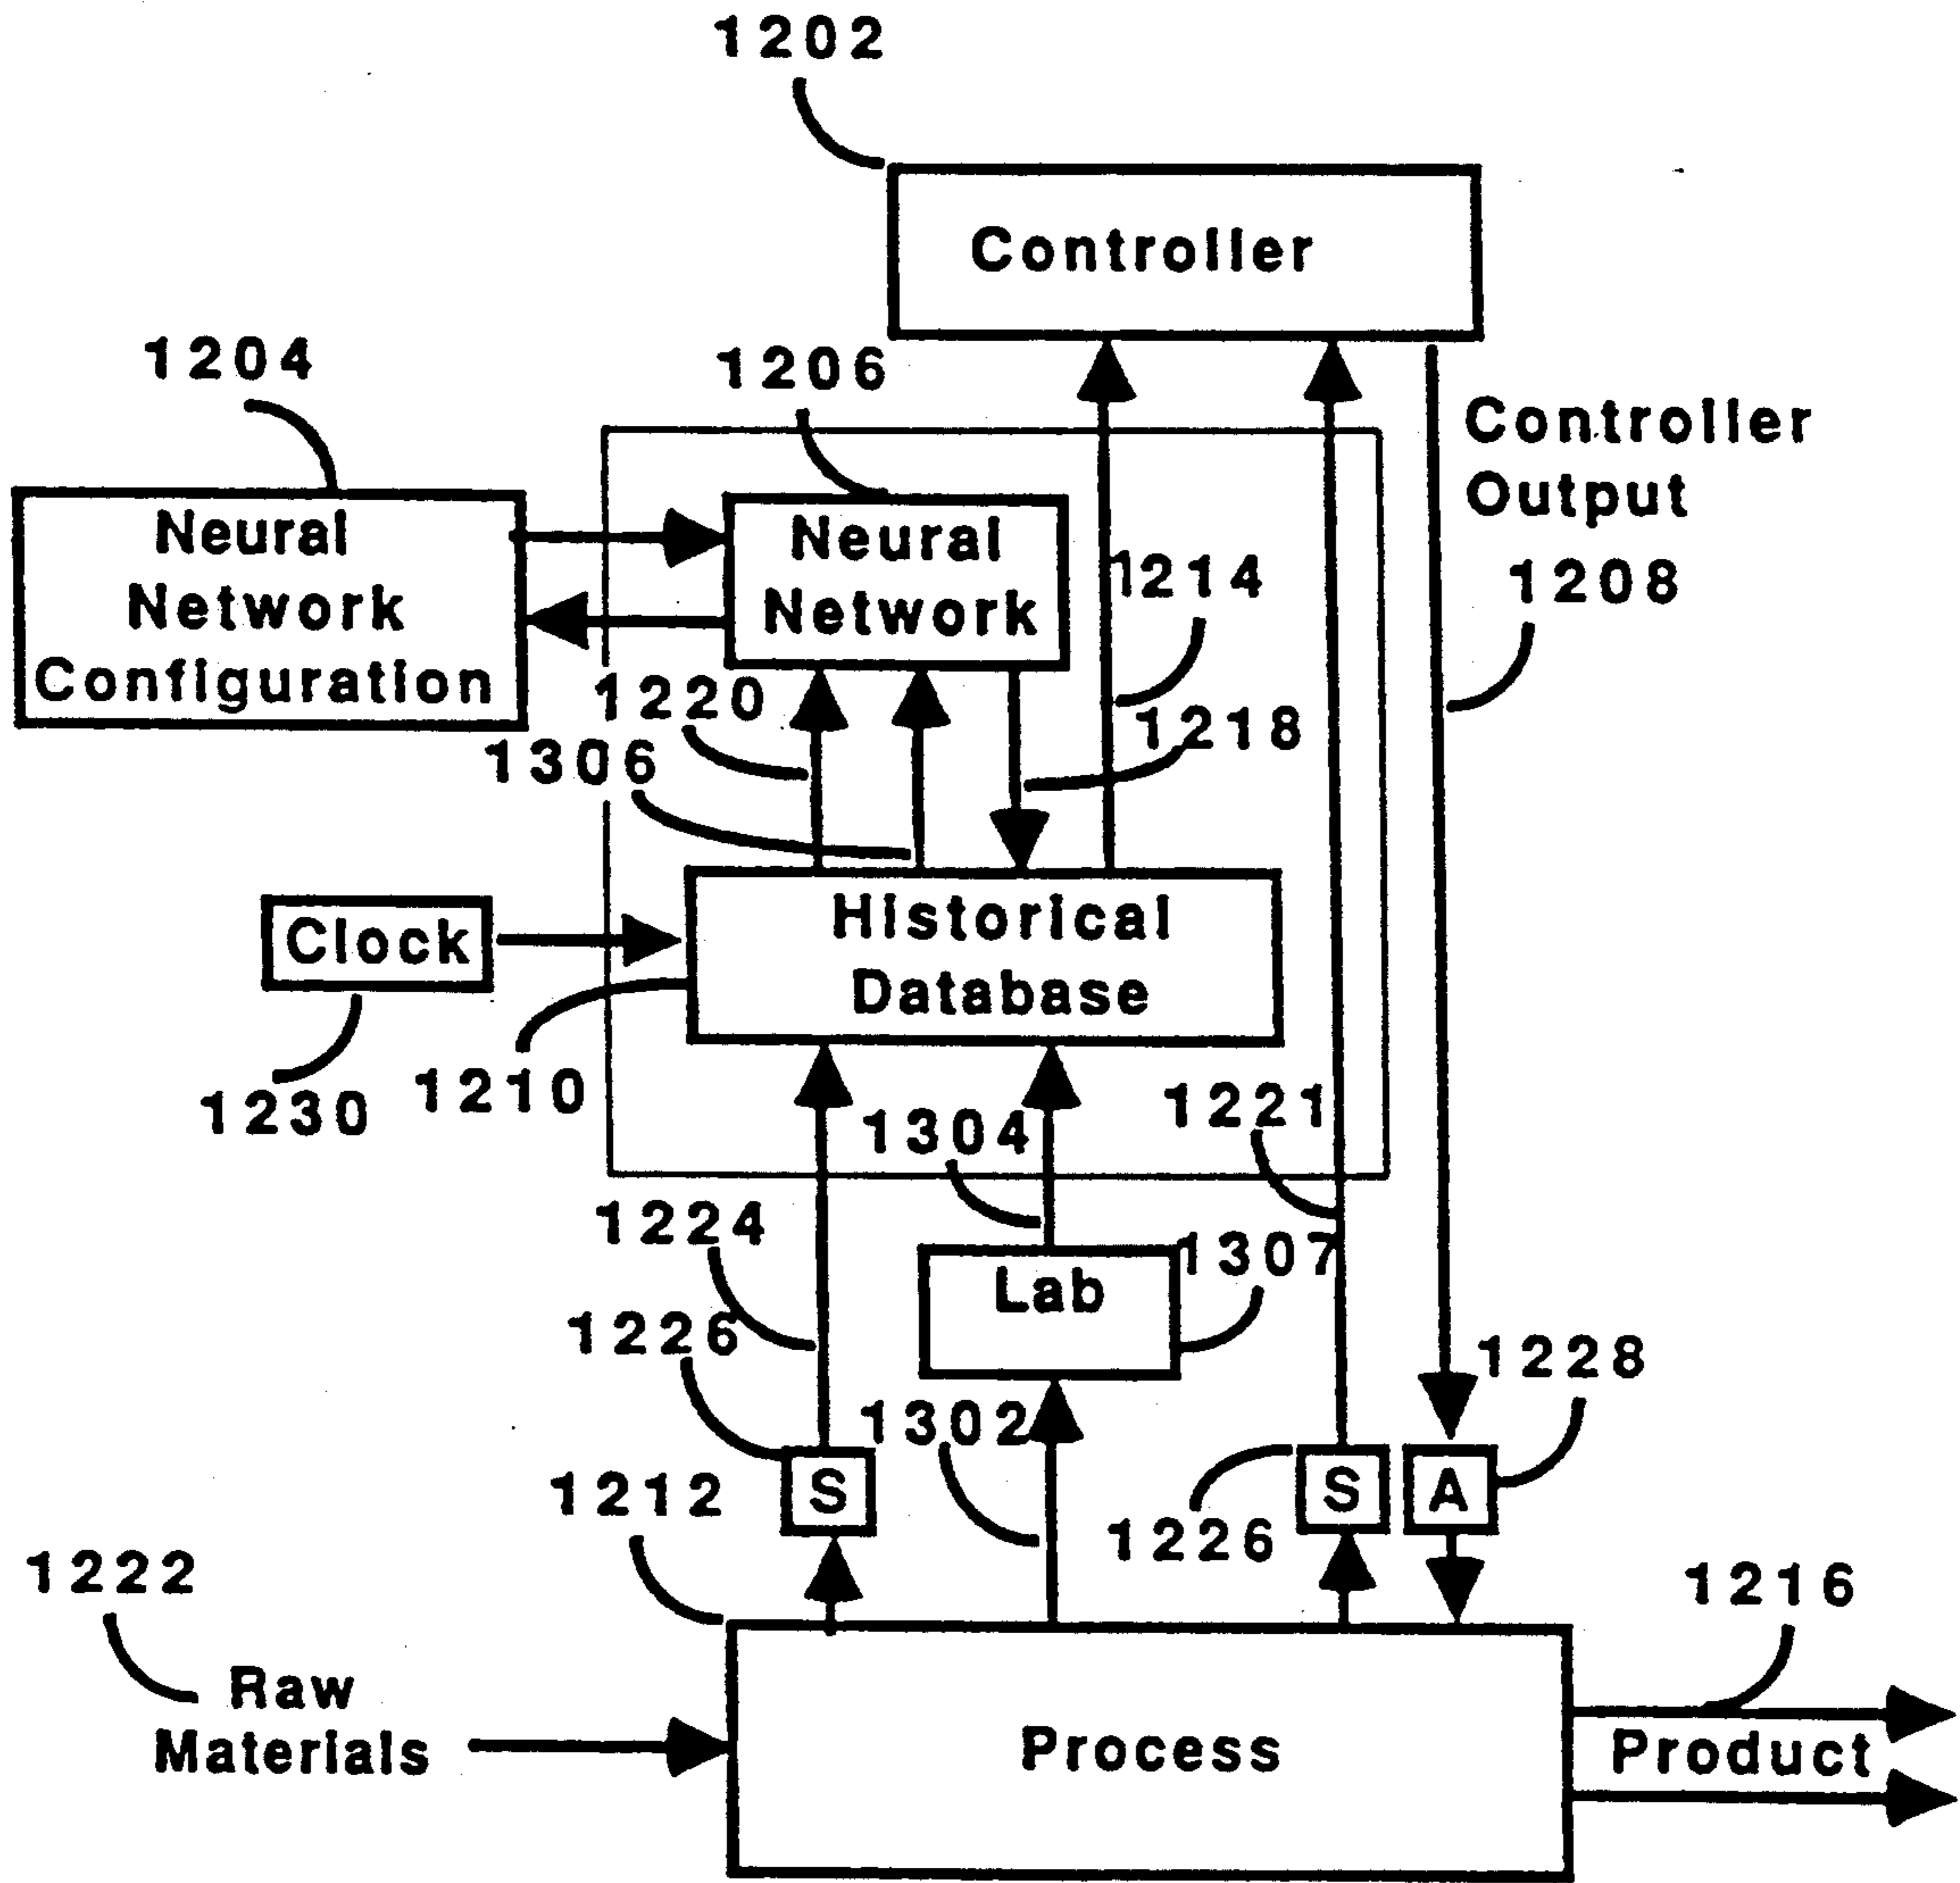 1202
Controller
1204
1206
Controller
Output
1208
Neural
Network
Configuration
Neural
Network
1214
1220
1218
1306
Historical
Database
Clock
1230
1210
1304
1221
1224
1307
Lab
1226
1228
1302
1212
S
S
A
1226
1222
1216
Raw
Materials
Process
Product